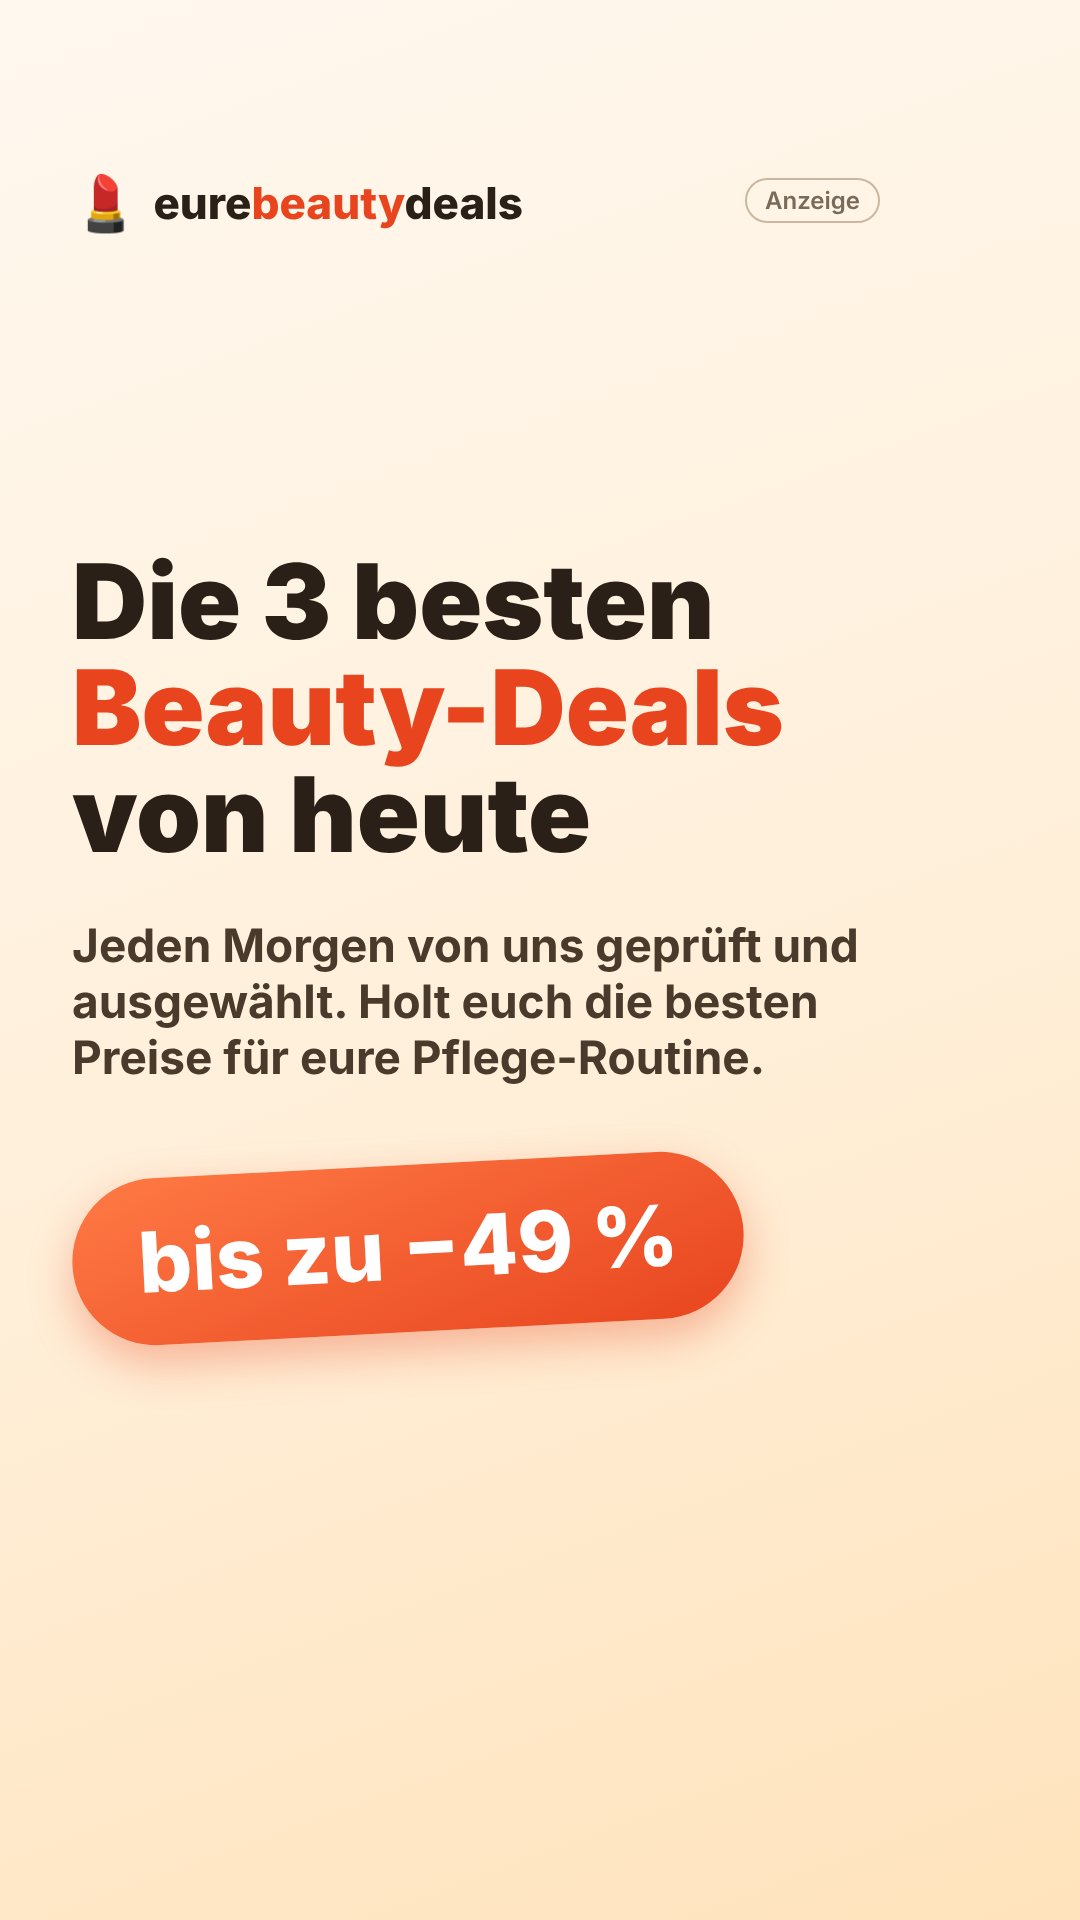 eurebeautydeals
Anzeige
Die 3 besten
Beauty-Deals
von heute
Jeden Morgen von uns geprüft und
ausgewählt. Holt euch die besten
Preise für eure Pflege-Routine.
bis zu −49 %